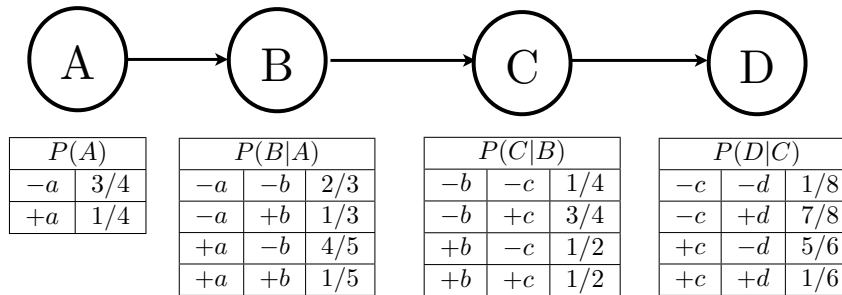 A B C D
P(A) P(B|A) P(C|B) P(D|C)
−a 3/4 −a −b 2/3 −b −c 1/4 −c −d 1/8
+a 1/4 −a +b 1/3 −b +c 3/4 −c +d 7/8
+a −b 4/5 +b −c 1/2 +c −d 5/6
+a +b 1/5 +b +c 1/2 +c +d 1/6